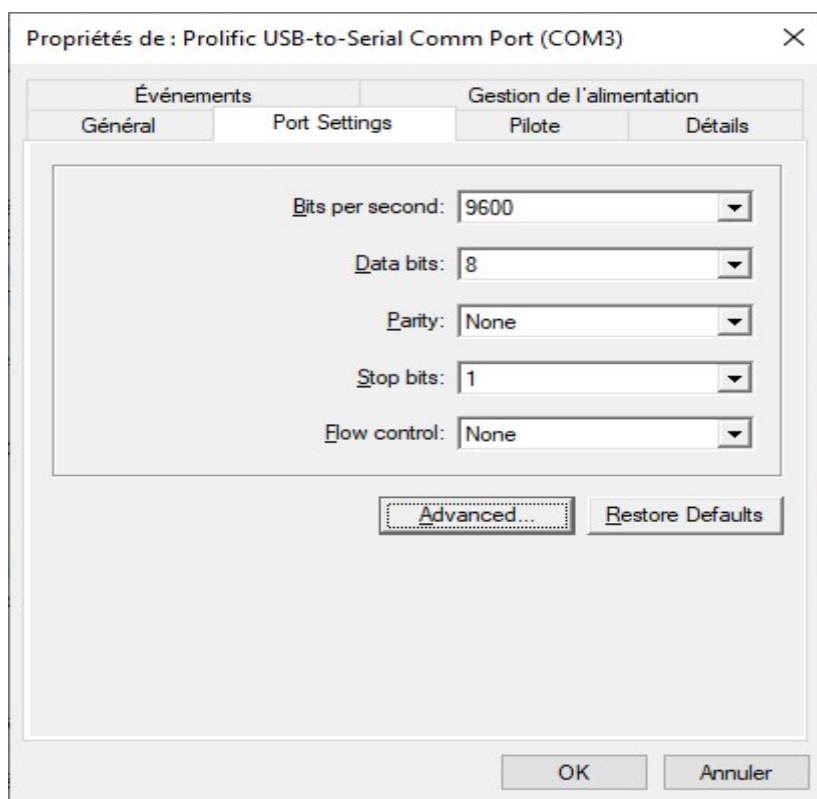 Propriétés de : Prolific USB-to-Serial Comm Port (COM3)
Événements Gestion de l'alimentation
Général Port Settings Pilote Détails
Bits per second: 9600
Data bits: 8
Parity: None
Stop bits: 1
Flow control: None
Advanced... Restore Defaults
OK Annuler